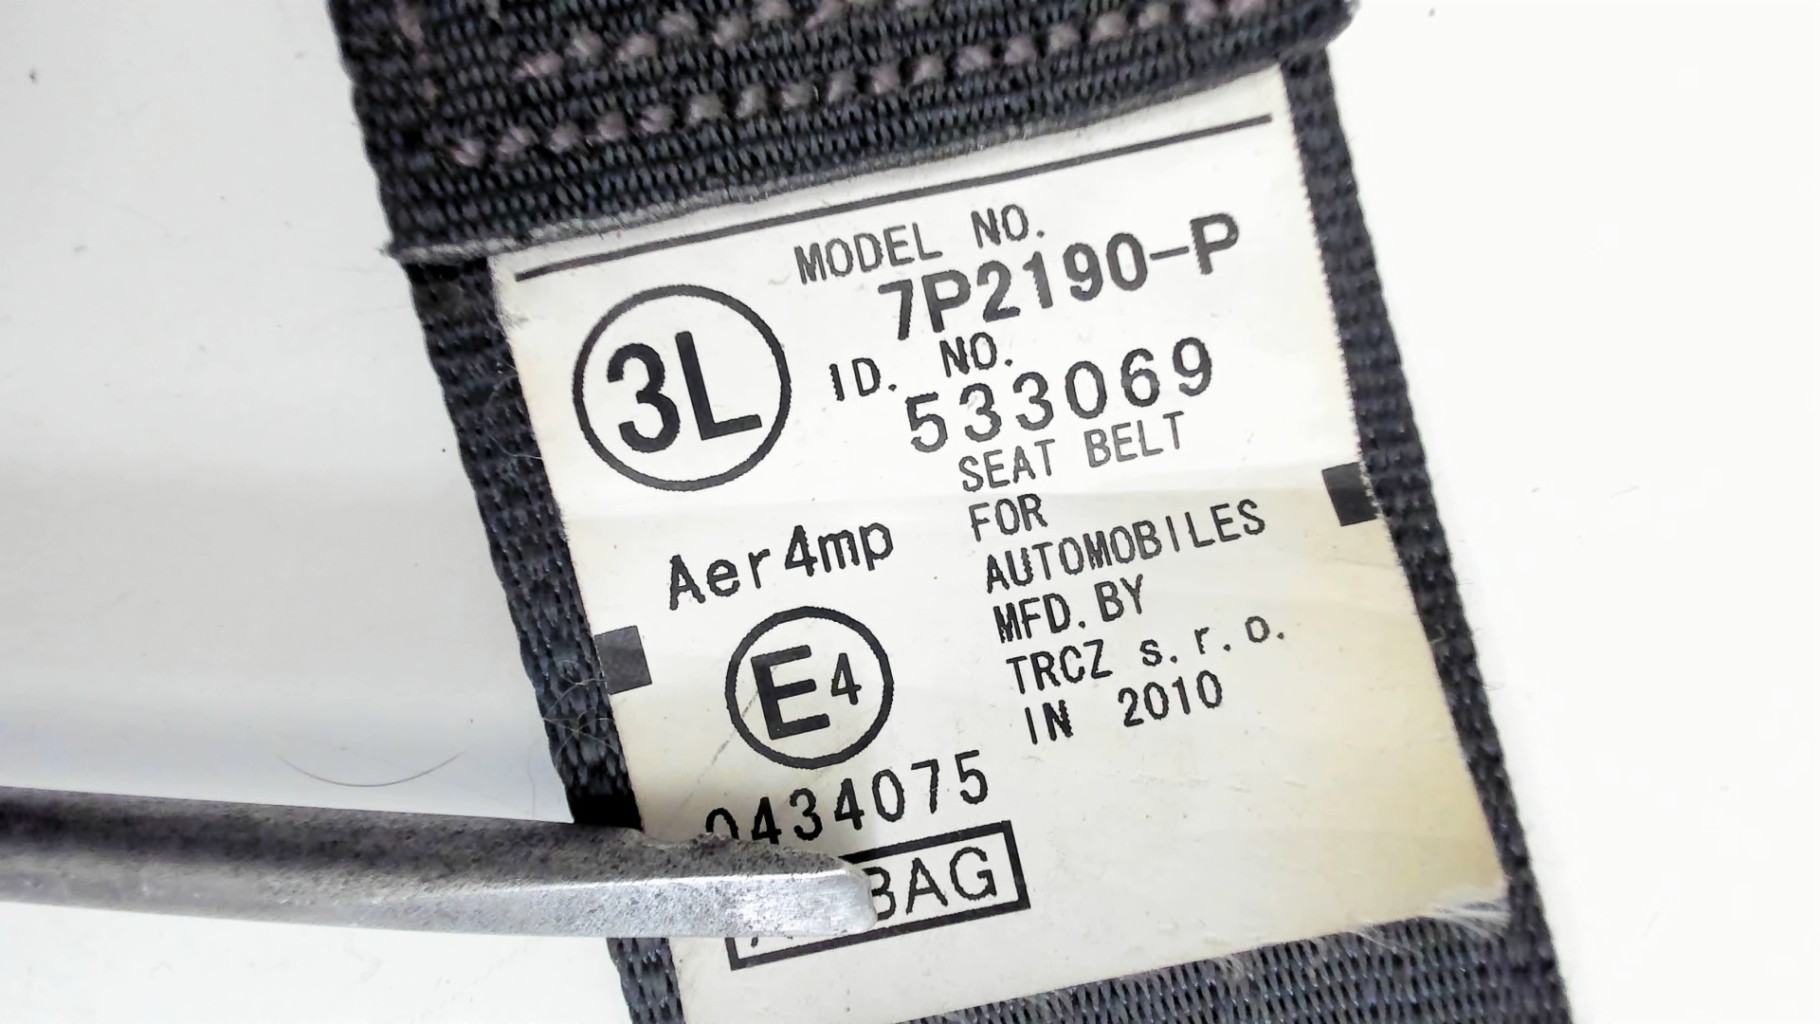 MODEL NO.
7P2190-P
3L
ID. NO.
533069
SEAT BELT
FOR
AUTOMOBILES
MFD. BY
TRCZ s. r. o.
IN 2010
Aer4mp
E4
0434075